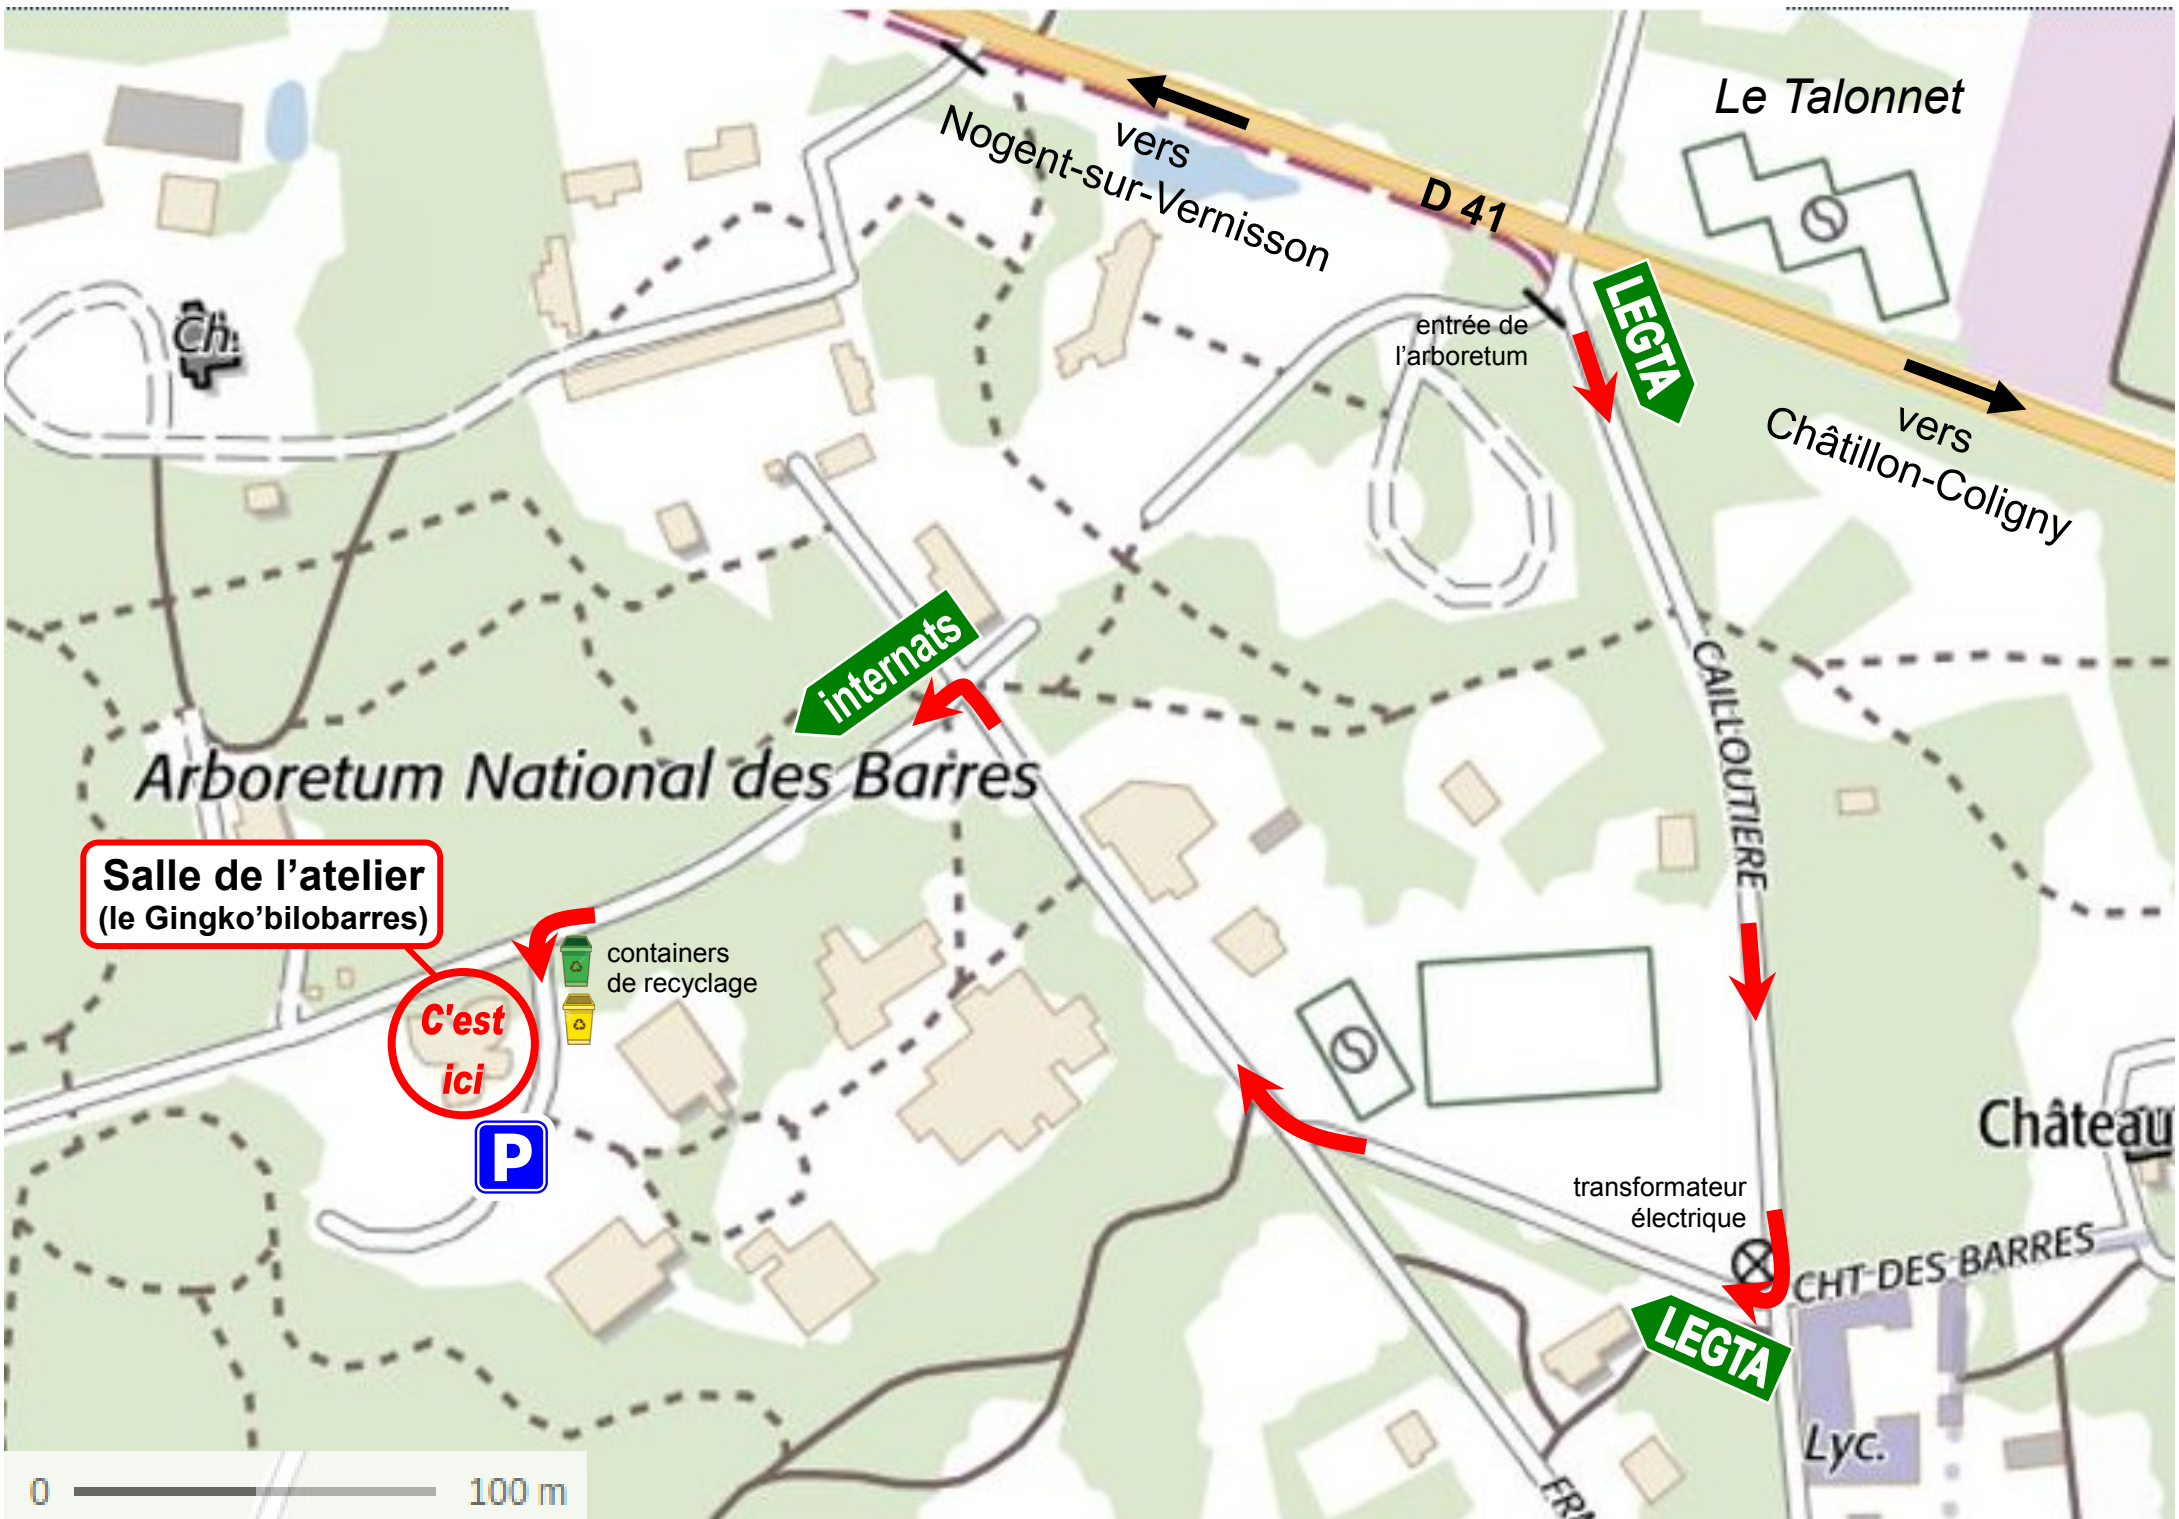 Le Talonnet
vers
Nogent-sur-Vernisson
D 41
LEGTA
entrée de
l'arboretum
vers
Châtillon-Coligny
Ch.
internats
CAILLOUTIERE
Arboretum National des Barres
Salle de l'atelier
(le Gingko'bilobarres)
containers
de recyclage
C'est
ici
P
Château
transformateur
électrique
CHT DES BARRES
LEGTA
Lyc.
0 100 m